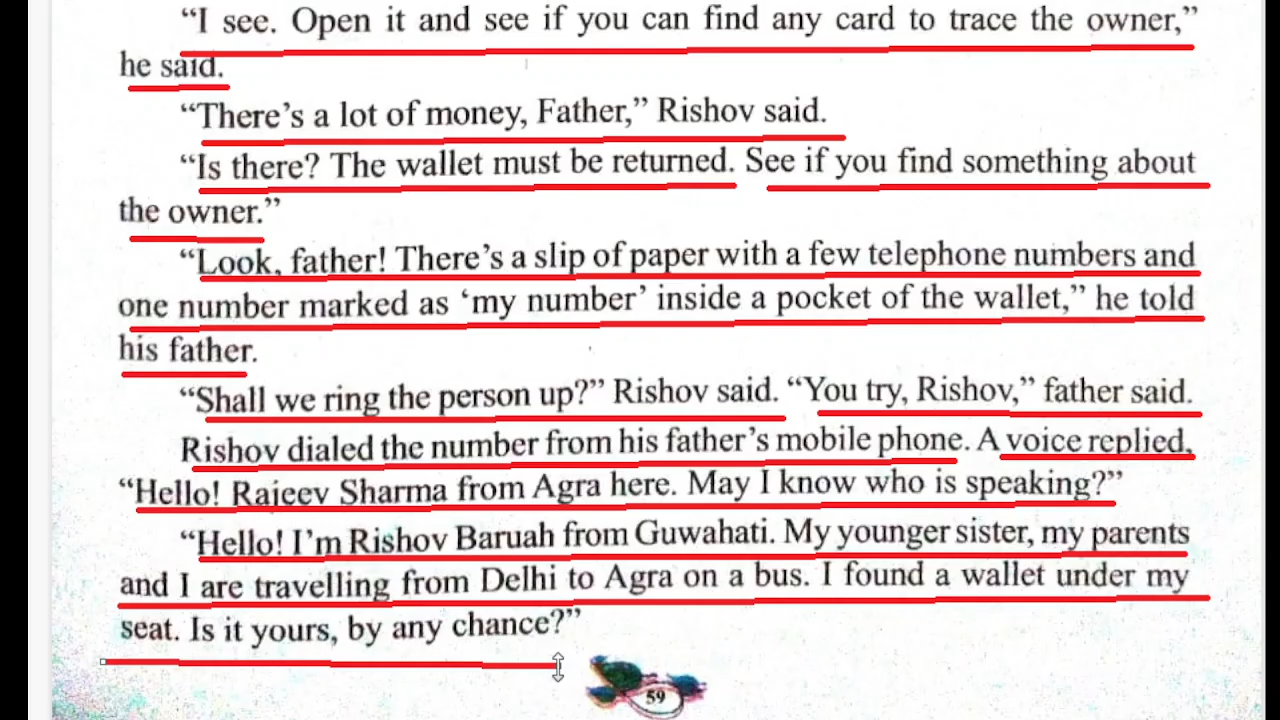 “I see. Open it and see if you can find any card to trace the owner,”
he said.
“There’s a lot of money, Father,” Rishov said.
“Is there? The wallet must be returned. See if you find something about
the owner.”
“Look, father! There’s a slip of paper with a few telephone numbers and
one number marked as ‘my number’ inside a pocket of the wallet,” he told
his father.
“Shall we ring the person up?” Rishov said. “You try, Rishov,” father said.
Rishov dialed the number from his father’s mobile phone. A voice replied,
“Hello! Rajeev Sharma from Agra here. May I know who is speaking?”
“Hello! I’m Rishov Baruah from Guwahati. My younger sister, my parents
and I are travelling from Delhi to Agra on a bus. I found a wallet under my
seat. Is it yours, by any chance?”
59